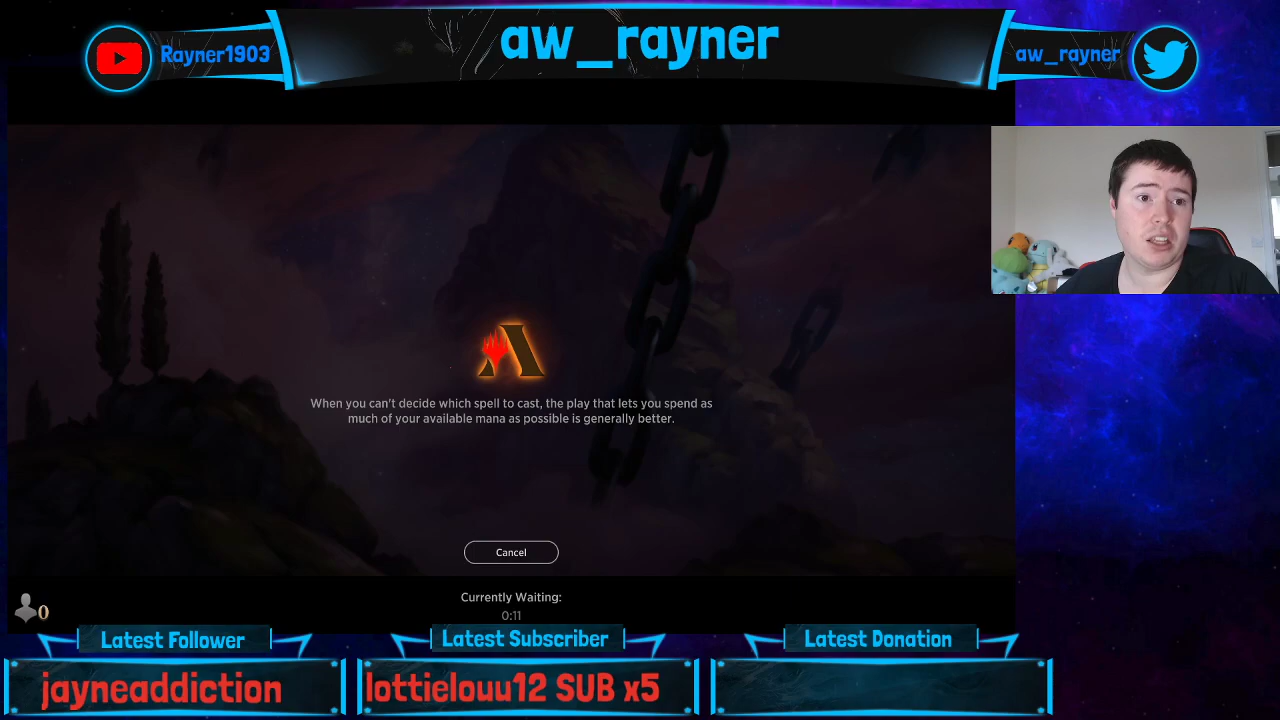 aw_rayner
Rayner1903
aw_rayner
When you can't decide which spell to cast, the play that lets you spend as
much of your available mana as possible is generally better.
Cancel
Currently Waiting:
0:11
0
Latest Follower
Latest Subscriber
Latest Donation
jayneaddiction
lottielouu12 SUB x5